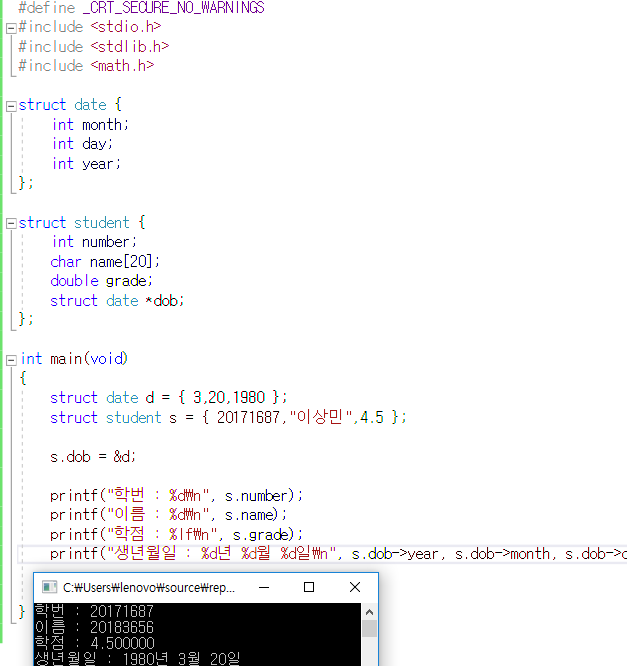 #define _CRT_SECURE_NO_WARNINGS
#include <stdio.h>
#include <stdlib.h>
#include <math.h>
struct date {
int month;
int day;
int year;
};
struct student {
int number;
char name[20];
double grade;
struct date *dob;
};
int main(void)
{
struct date d = { 3,20,1980 };
struct student s = { 20171687,"이상민",4.5 };
s.dob = &d;
printf("학번 : %d₩n", s.number);
printf("이름 : %d₩n", s.name);
printf("학점 : %lf₩n", s.grade);
printf("생년월일 : %d년 %d월 %d일₩n", s.dob->year, s.dob->month, s.dob->
}
C:₩Users₩lenovo₩source₩rep...
학번 : 20171687
이름 : 20183656
학점 : 4.500000
생년월일 : 1980년 3월 20일